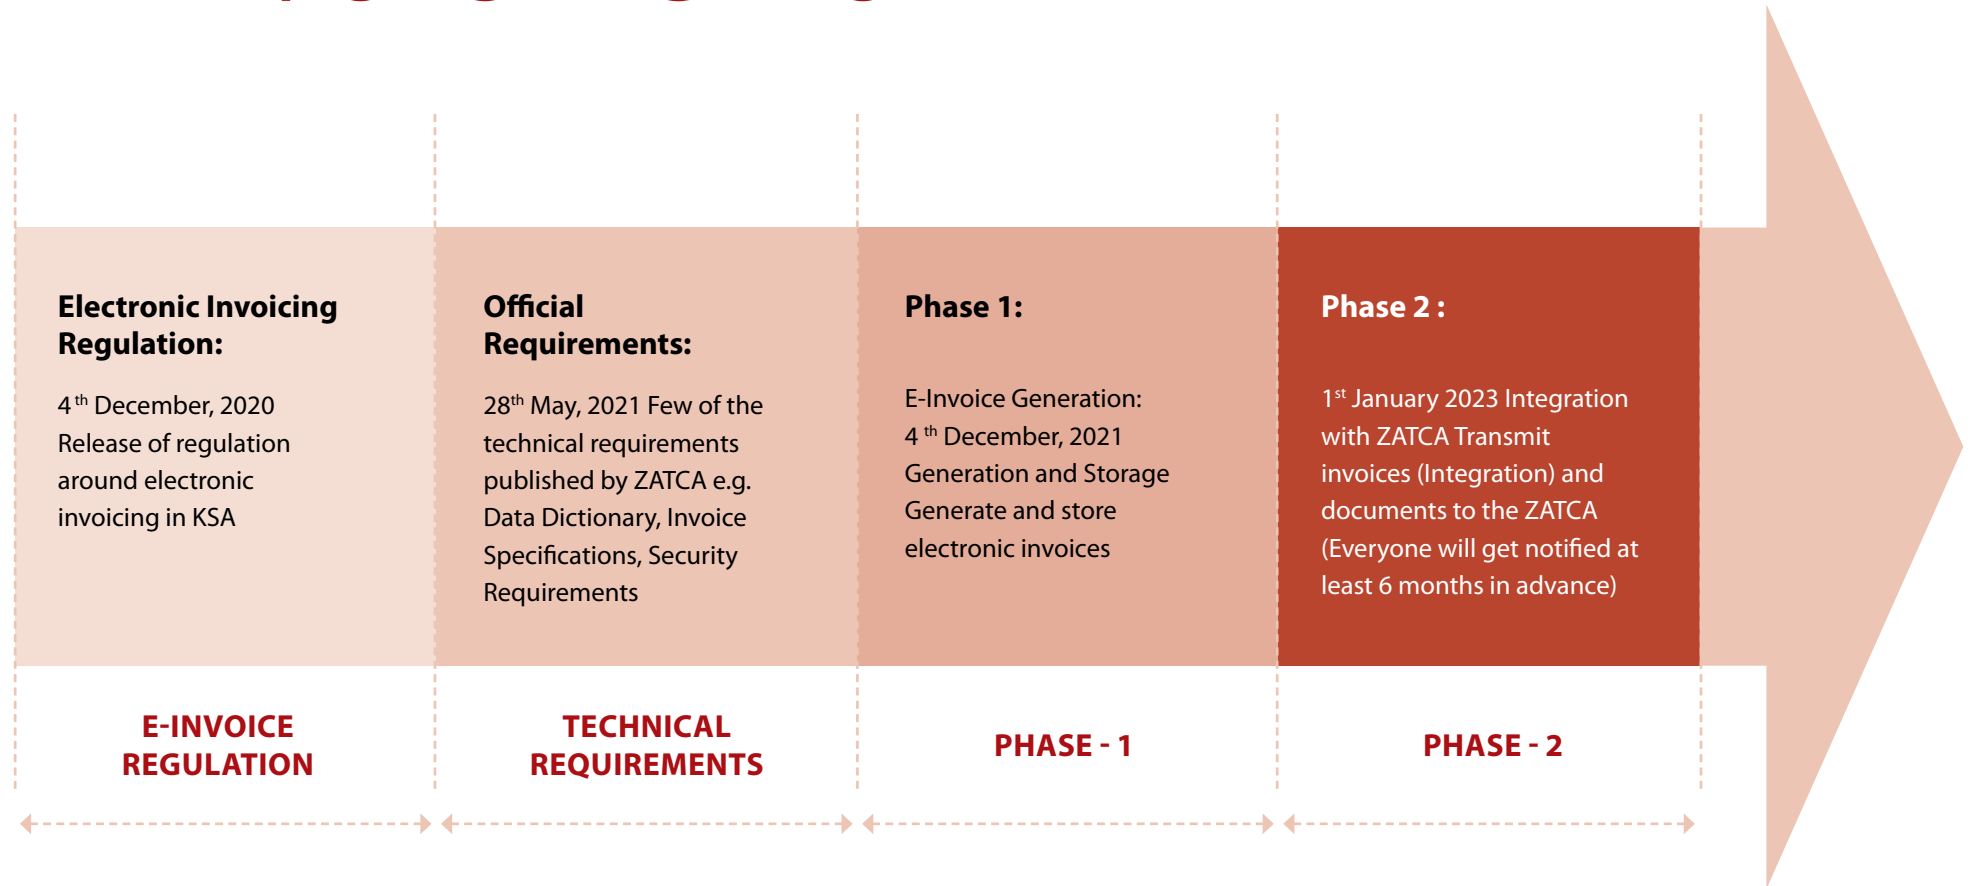 Electronic Invoicing
Regulation:
4 th December, 2020
Release of regulation
around electronic
invoicing in KSA
Official
Requirements:
28th May, 2021 Few of the
technical requirements
published by ZATCA e.g.
Data Dictionary, Invoice
Specifications, Security
Requirements
Phase 1:
E-Invoice Generation:
4 th December, 2021
Generation and Storage
Generate and store
electronic invoices
Phase 2 :
1st January 2023 Integration
with ZATCA Transmit
invoices (Integration) and
documents to the ZATCA
(Everyone will get notified at
least 6 months in advance)
E-INVOICE
REGULATION
TECHNICAL
REQUIREMENTS
PHASE - 1
PHASE - 2